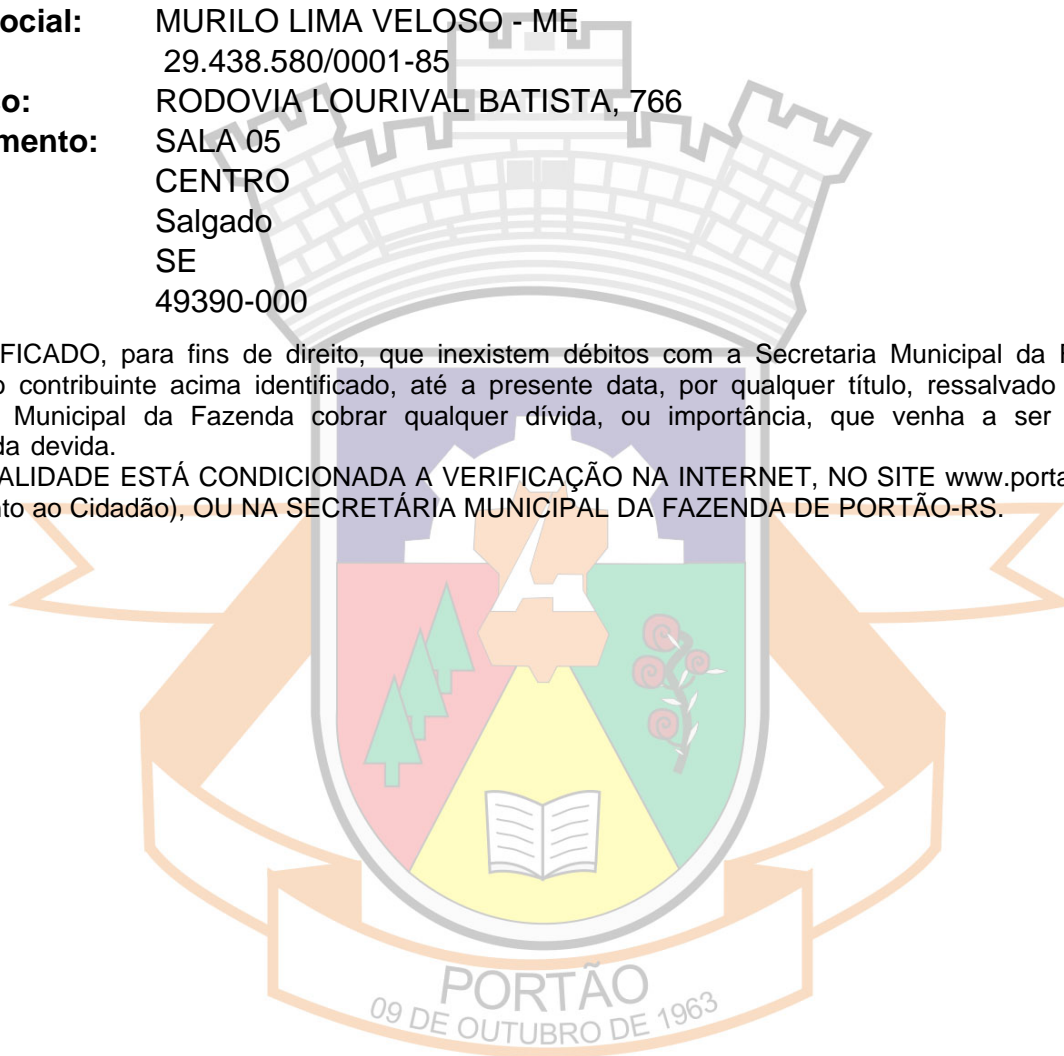 ocial: MURILO LIMA VELOSO - ME
29.438.580/0001-85
o: RODOVIA LOURIVAL BATISTA, 766
mento: SALA 05
CENTRO
Salgado
SE
49390-000
FICADO, para fins de direito, que inexistem débitos com a Secretaria Municipal da
o contribuinte acima identificado, até a presente data, por qualquer título, ressalvado
Municipal da Fazenda cobrar qualquer dívida, ou importância, que venha a ser
da devida.
ALIDADE ESTÁ CONDICIONADA A VERIFICAÇÃO NA INTERNET, NO SITE www.porta
nto ao Cidadão), OU NA SECRETÁRIA MUNICIPAL DA FAZENDA DE PORTÃO-RS.
PORTÃO
09 DE OUTUBRO DE 1963